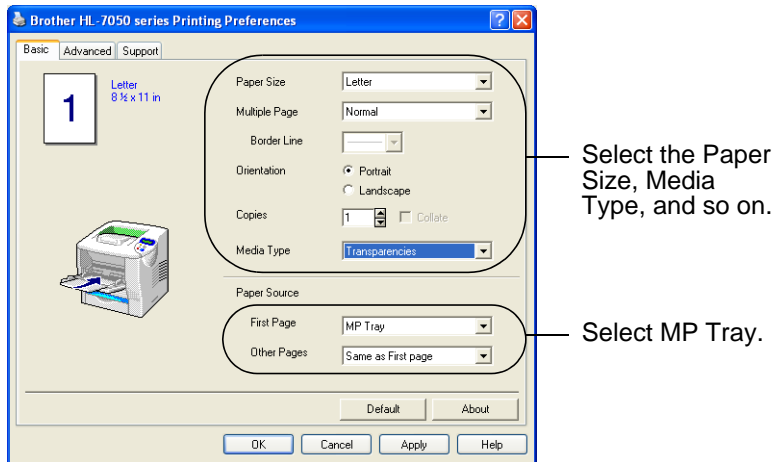 Brother HL-7050 series Printing Preferences
Basic Advanced Support
1
Letter
8 ½ x 11 in
Paper Size Letter
Multiple Page Normal
Border Line
Orientation Portrait
Landscape
Copies 1 Collate
Media Type Transparencies
Paper Source
First Page MP Tray
Other Pages Same as First page
Default About
OK Cancel Apply Help
Select the Paper
Size, Media
Type, and so on.
Select MP Tray.